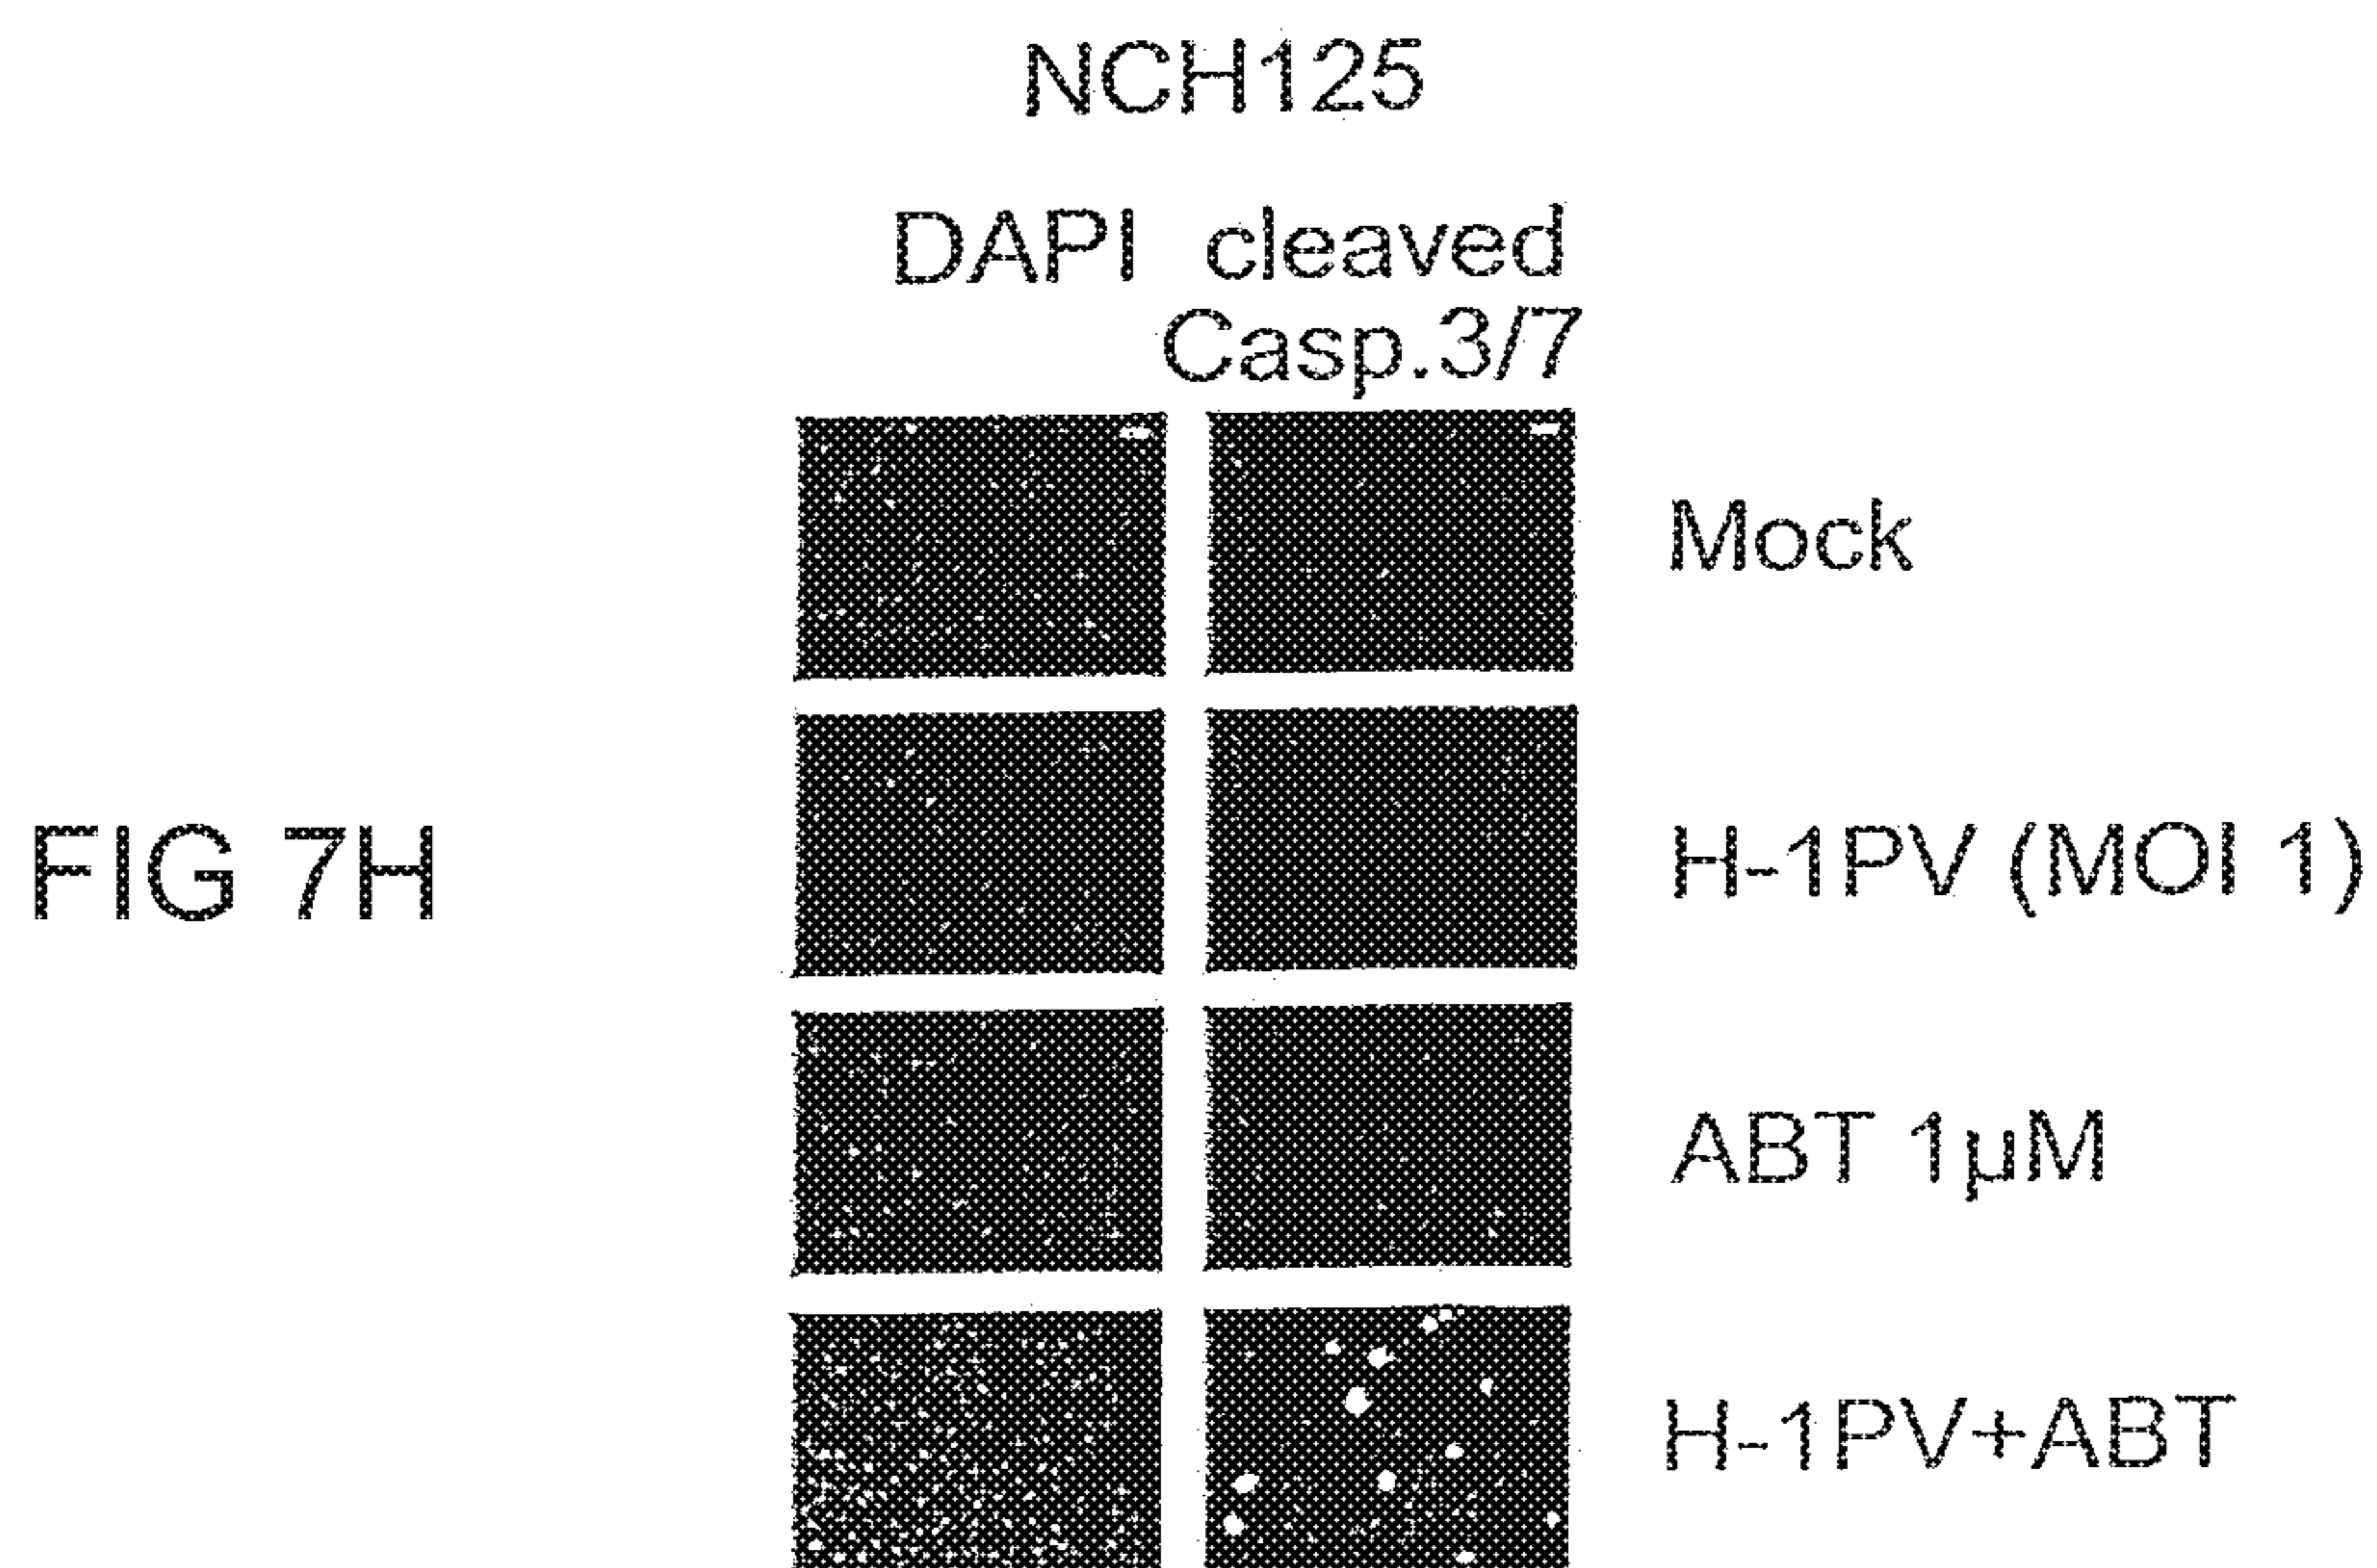 NCH125
DAPI cleaved
Casp.3/7
Mock
FIG 7H
H-1PV (MOI 1)
ABT 1µM
H-1PV+ABT